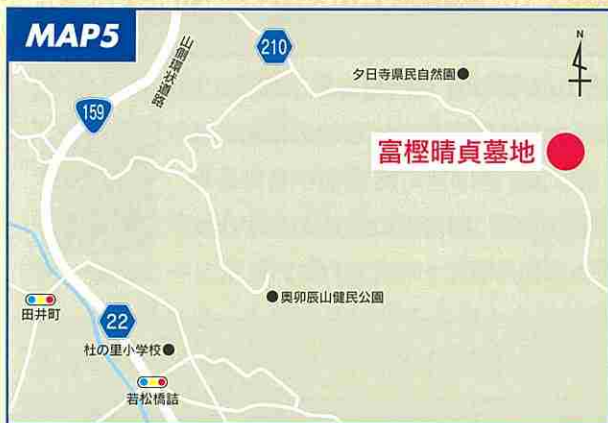 MAP5
山側環状道路
210
夕日寺県民自然園
N
159
富樫晴貞墓地
奥卯辰山健民公園
田井町
22
杜の里小学校
若松橋詰